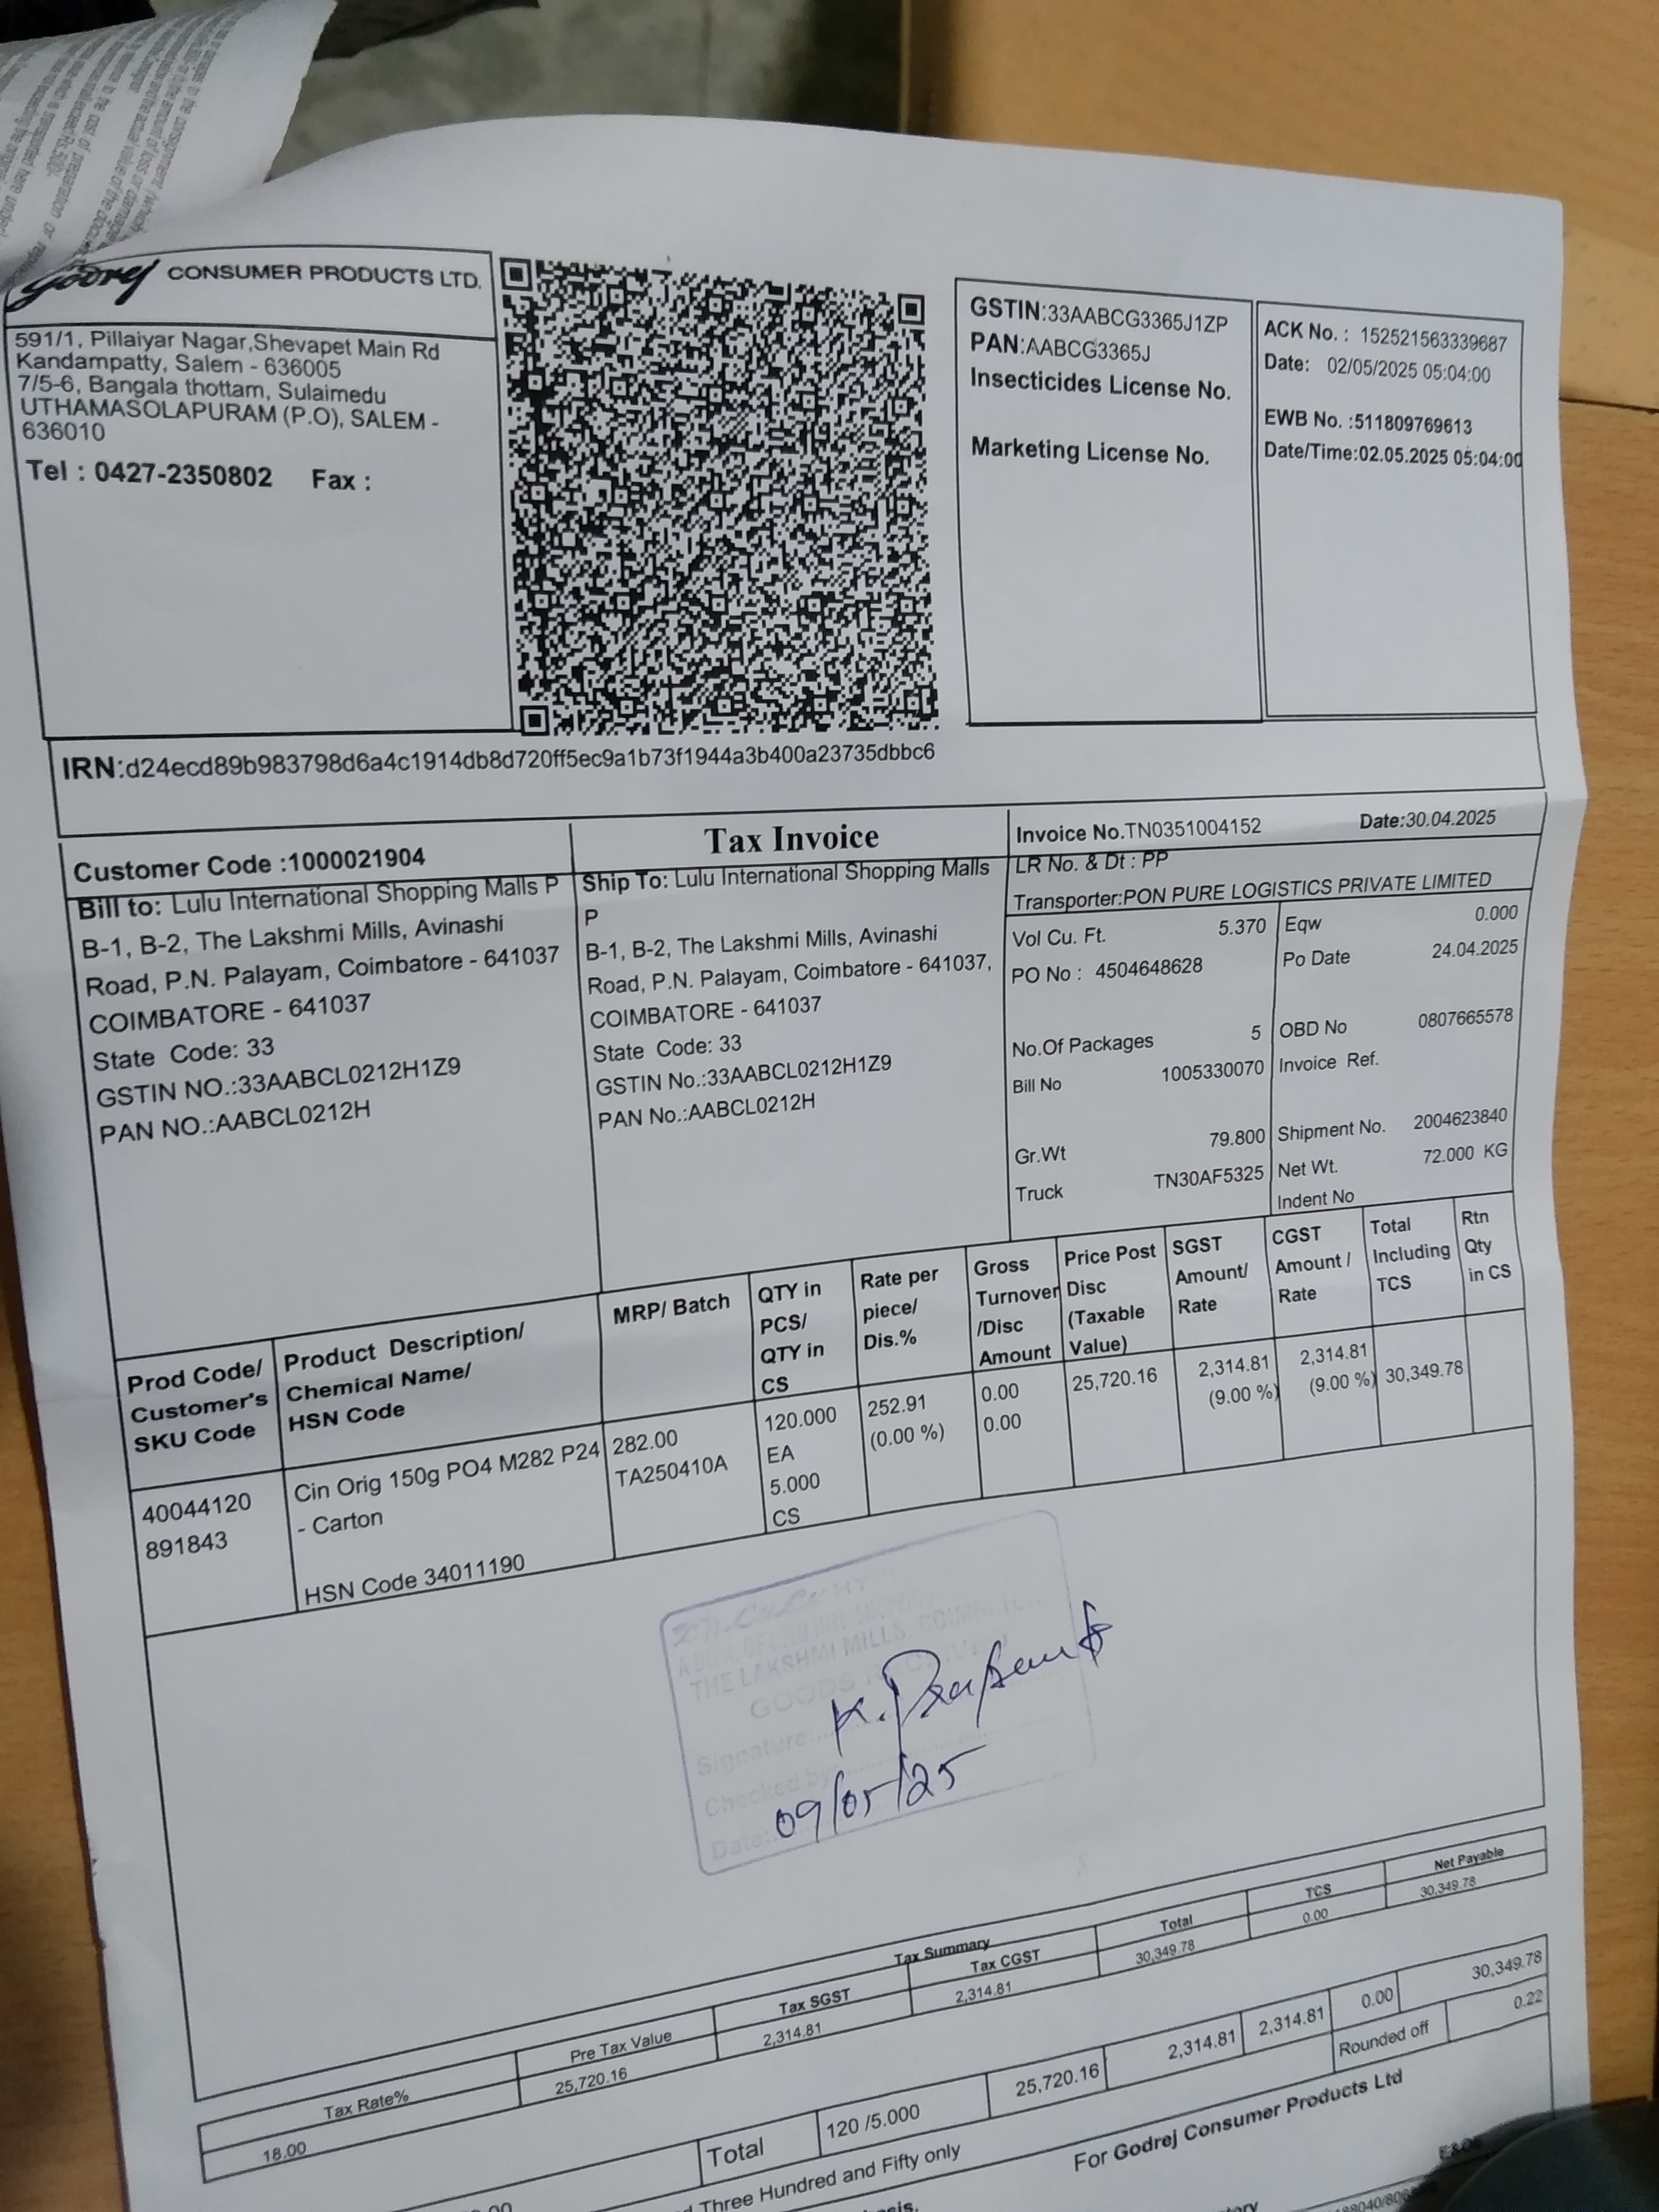 Godrej CONSUMER PRODUCTS LTD.
591/1, Pillaiyar Nagar,Shevapet Main Rd
Kandampatty, Salem - 636005
7/5-6, Bangala thottam, Sulaimedu
UTHAMASOLAPURAM (P.O), SALEM -
636010
Tel : 0427-2350802 Fax :
GSTIN:33AABCG3365J1ZP
PAN:AABCG3365J
Insecticides License No.
Marketing License No.
ACK No. : 152521563339687
Date: 02/05/2025 05:04:00
EWB No. :511809769613
Date/Time:02.05.2025 05:04:00
IRN:d24ecd89b983798d6a4c1914db8d720ff5ec9a1b73f1944a3b400a23735dbbc6
Customer Code :1000021904
Tax Invoice
Invoice No.TN0351004152 Date:30.04.2025
Bill to: Lulu International Shopping Malls P
B-1, B-2, The Lakshmi Mills, Avinashi
Road, P.N. Palayam, Coimbatore - 641037
COIMBATORE - 641037
State Code: 33
GSTIN NO.:33AABCL0212H1Z9
PAN NO.:AABCL0212H
Ship To: Lulu International Shopping Malls
P
B-1, B-2, The Lakshmi Mills, Avinashi
Road, P.N. Palayam, Coimbatore - 641037,
COIMBATORE - 641037
State Code: 33
GSTIN No.:33AABCL0212H1Z9
PAN No.:AABCL0212H
LR No. & Dt : PP
Transporter:PON PURE LOGISTICS PRIVATE LIMITED
Vol Cu. Ft. 5.370 Eqw 0.000
PO No : 4504648628 Po Date 24.04.2025
No.Of Packages 5 OBD No 0807665578
Bill No 1005330070 Invoice Ref.
Gr.Wt 79.800 Shipment No. 2004623840
Truck TN30AF5325 Net Wt. 72.000 KG
Indent No
Prod Code/
Customer's
SKU Code
Product Description/
Chemical Name/
HSN Code
MRP/ Batch
QTY in
PCS/
QTY in
CS
Rate per
piece/
Dis.%
Gross
Turnover
/Disc
Amount
Price Post
Disc
(Taxable
Value)
SGST
Amount/
Rate
CGST
Amount /
Rate
Total
Including
TCS
Rtn
Qty
in CS
40044120
891843
Cin Orig 150g PO4 M282 P24
- Carton
HSN Code 34011190
282.00
TA250410A
120.000
EA
5.000
CS
252.91
(0.00 %)
0.00
0.00
25,720.16
2,314.81
(9.00 %)
2,314.81
(9.00 %)
30,349.78
THE LAKSHMI MILLS, COIMBATORE
GOODS RECEIVED
Signature:
Checked by
Date:
09/05/25
Tax Summary
Tax Rate% Pre Tax Value Tax SGST Tax CGST Total TCS Net Payable
18.00 25,720.16 2,314.81 2,314.81 30,349.78 0.00 30,349.78
Total 120 /5.000 25,720.16 2,314.81 2,314.81 0.00 30,349.78
Rounded off 0.22
Three Hundred and Fifty only
For Godrej Consumer Products Ltd
E&OE